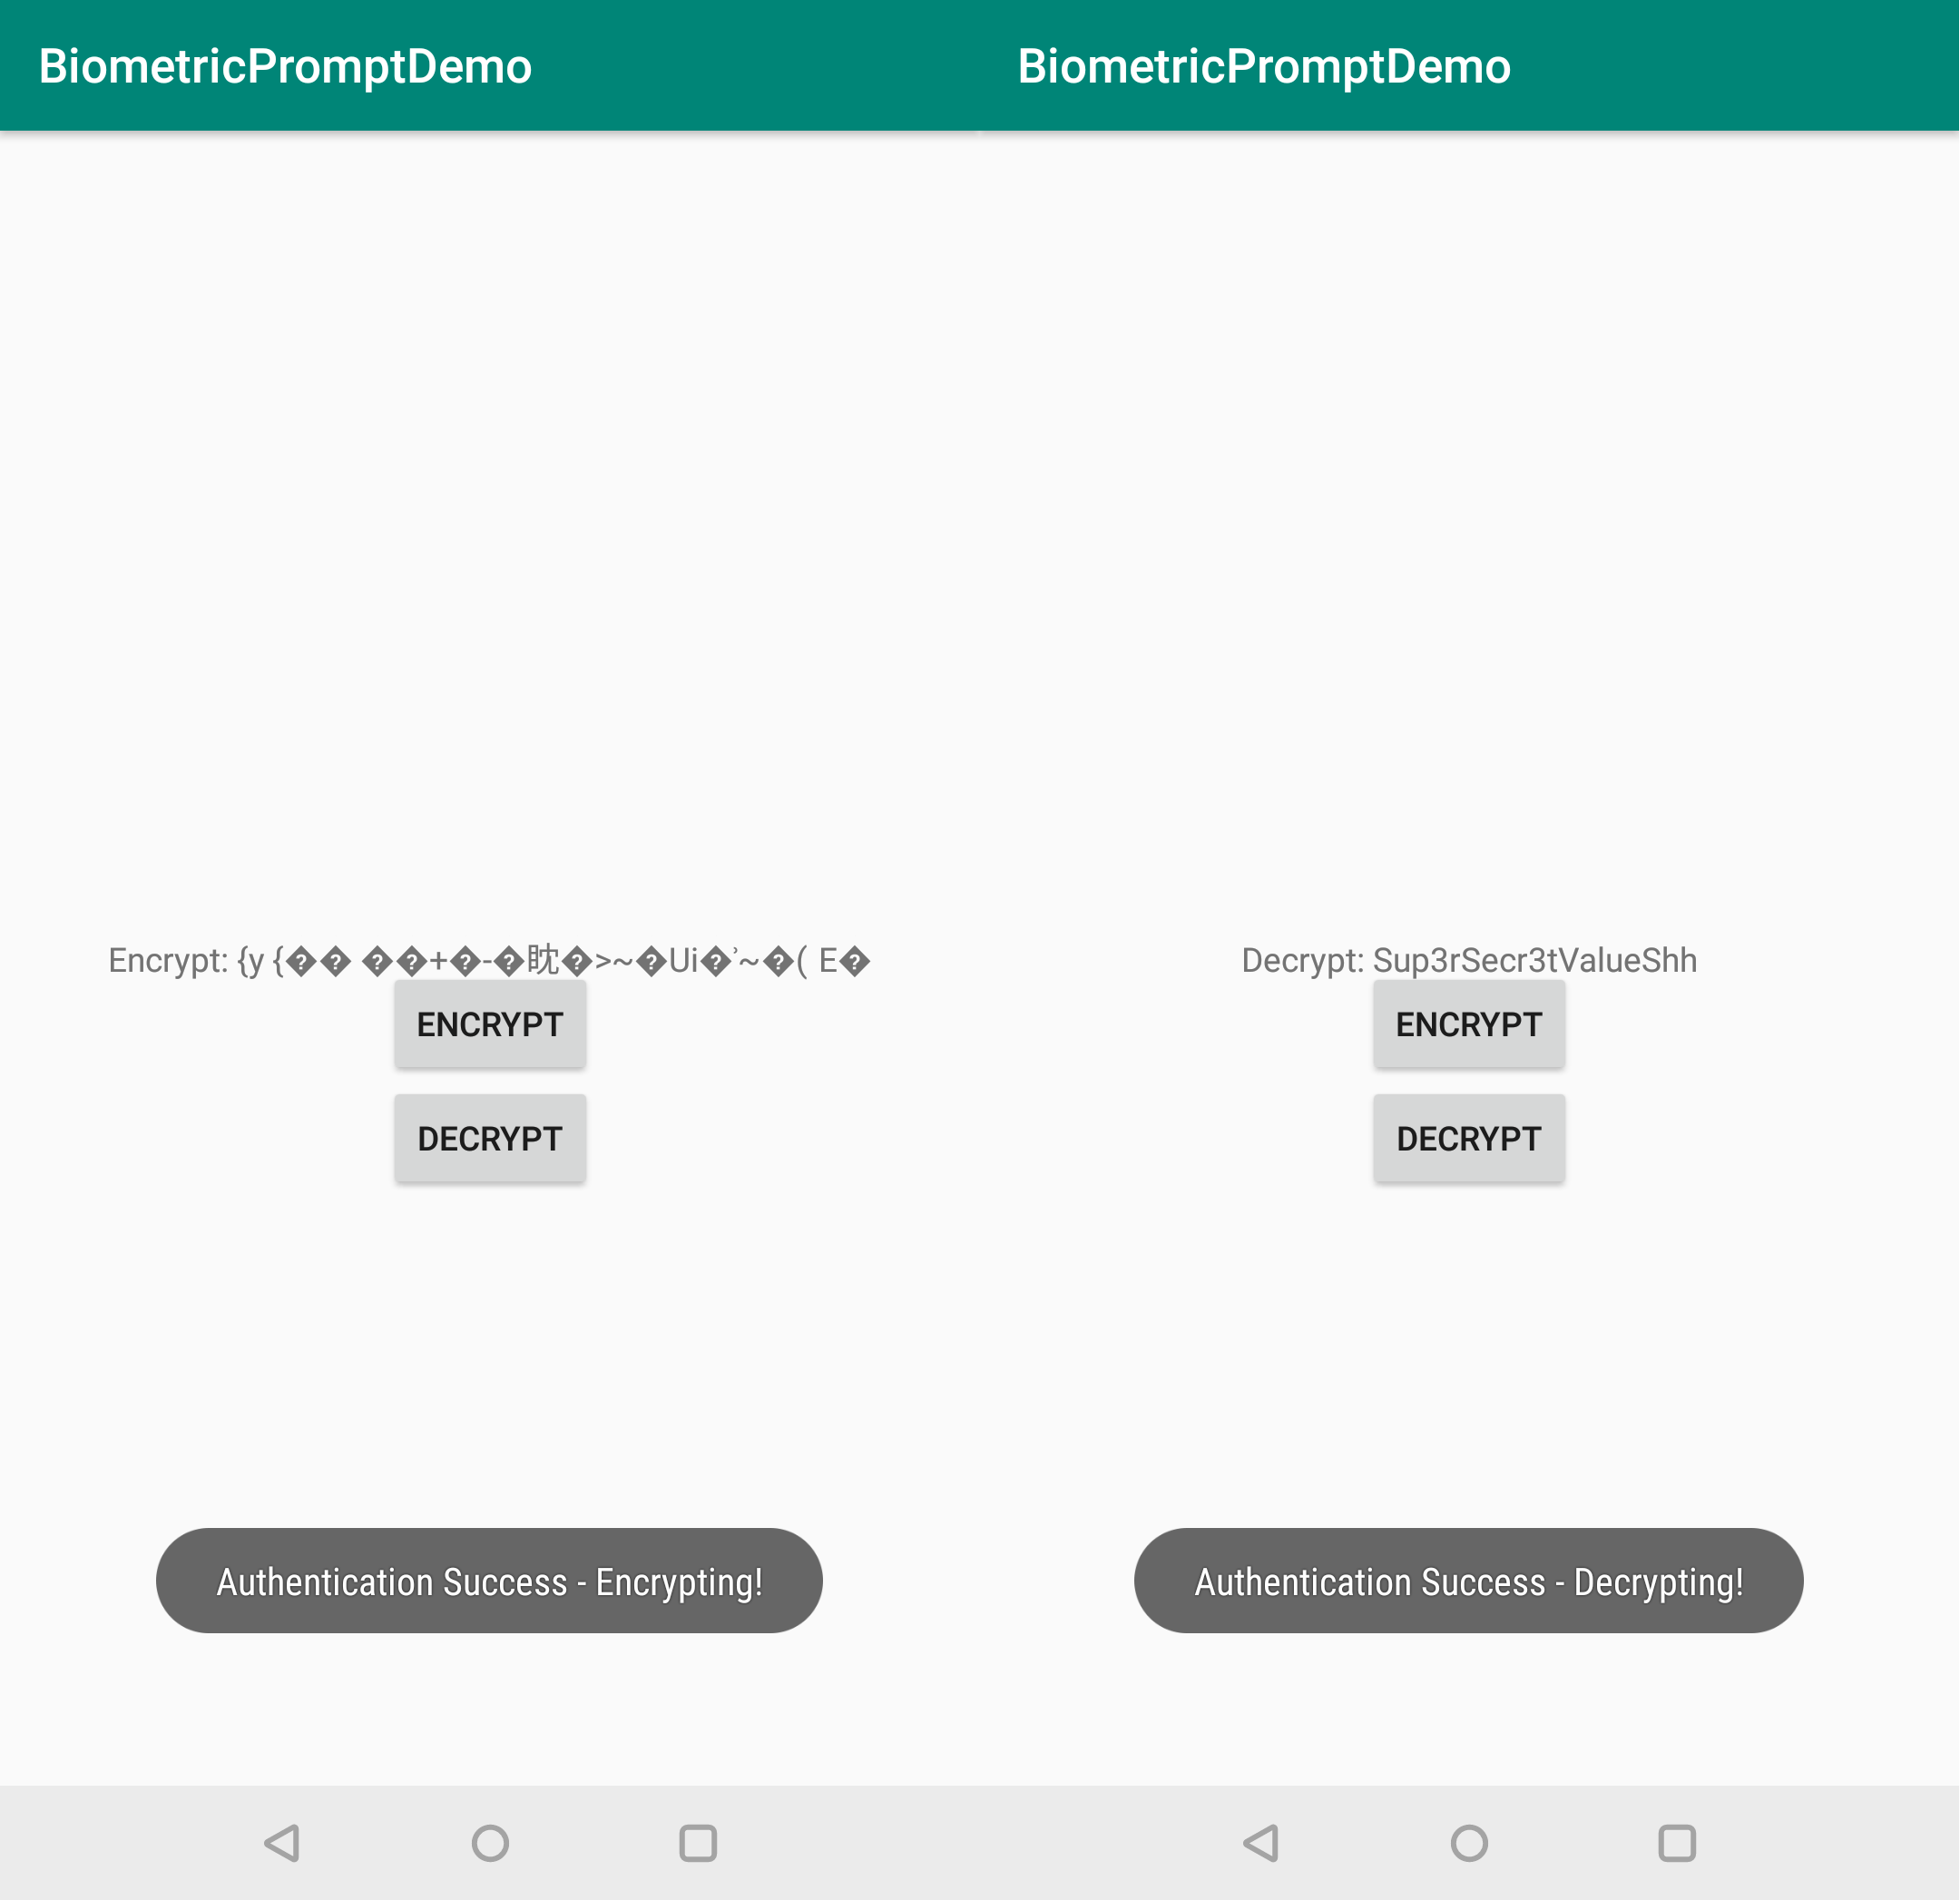 BiometricPromptDemo
Encrypt: {y {�� ��+�-�眈�>~�Ui�ʾ~�( E�
ENCRYPT
DECRYPT
Authentication Success - Encrypting!
BiometricPromptDemo
Decrypt: Sup3rSecr3tValueShh
ENCRYPT
DECRYPT
Authentication Success - Decrypting!